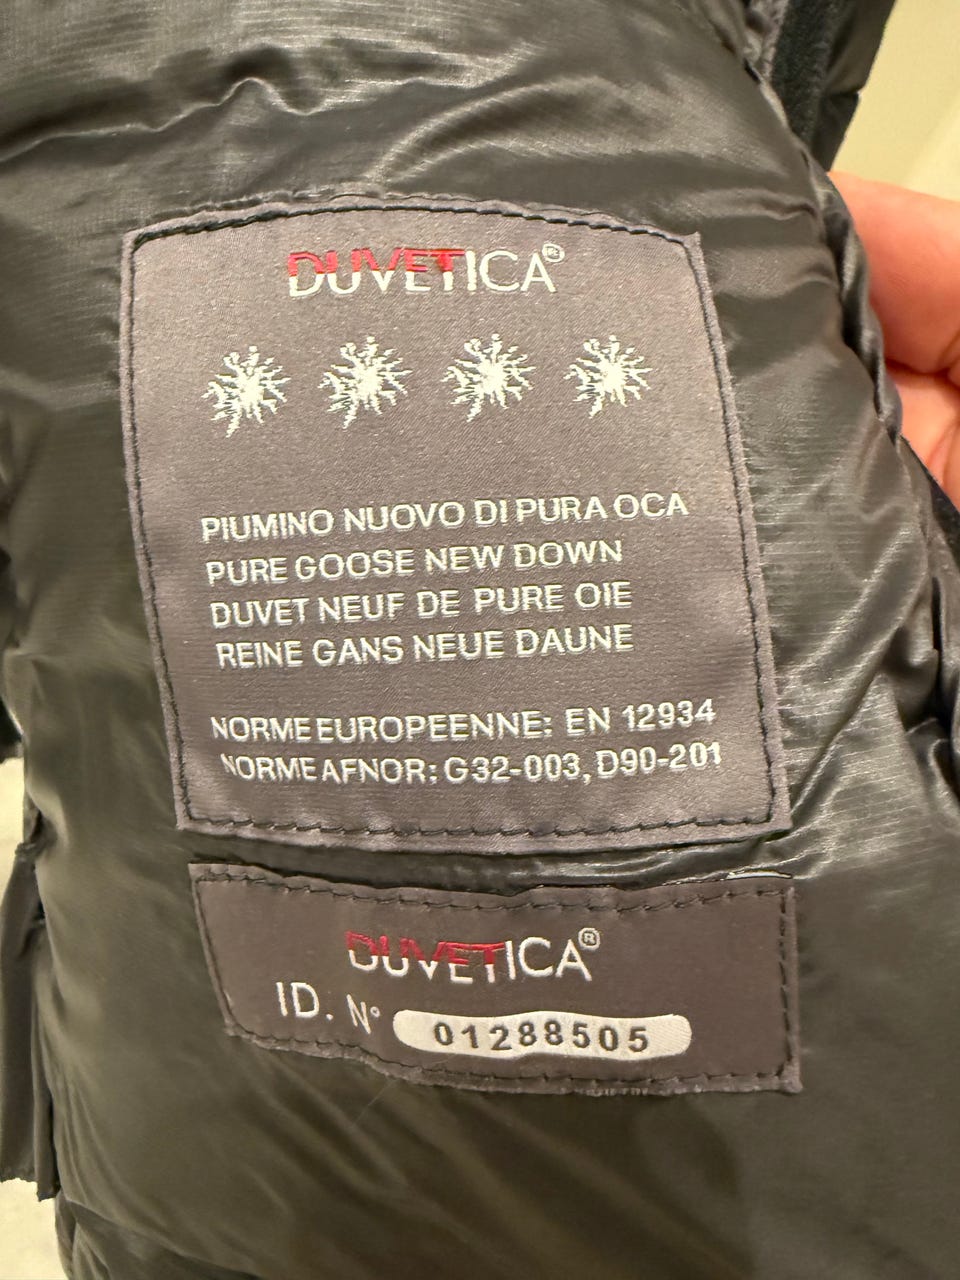 DUVETICA®
PIUMINO NUOVO DI PURA OCA
PURE GOOSE NEW DOWN
DUVET NEUF DE PURE OIE
REINE GANS NEUE DAUNE
NORME EUROPEENNE: EN 12934
NORME AFNOR: G32-003, D90-201
DUVETICA®
ID. N° 01288505